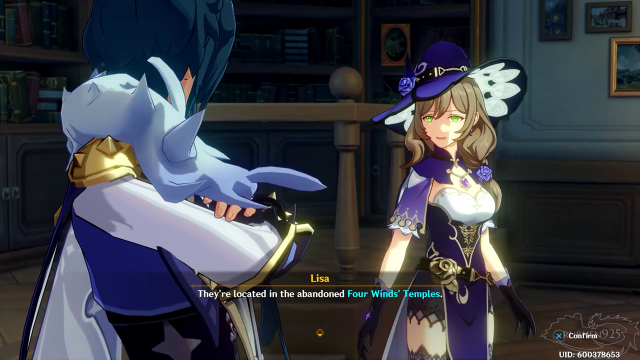 Lisa
They're located in the abandoned Four Winds' Temples.
Confirm
UID: 600378653